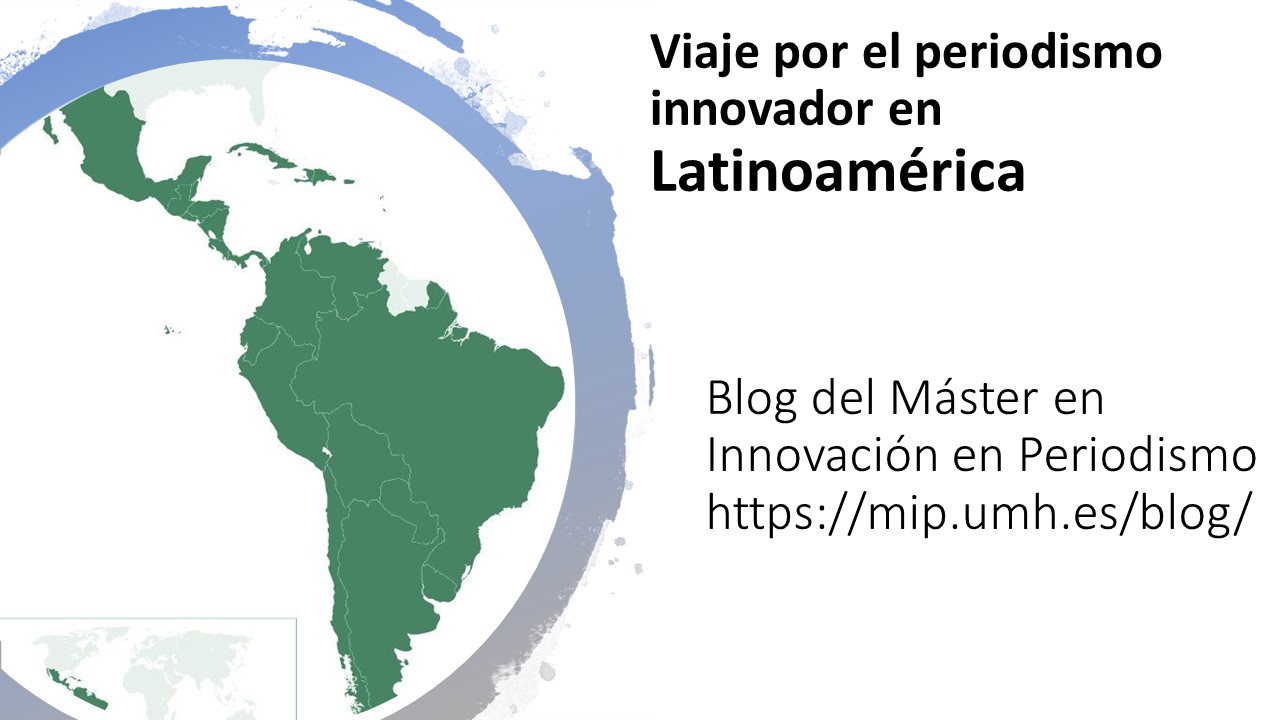 Viaje por el periodismo
innovador en
Latinoamérica
Blog del Máster en
Innovación en Periodismo
https://mip.umh.es/blog/